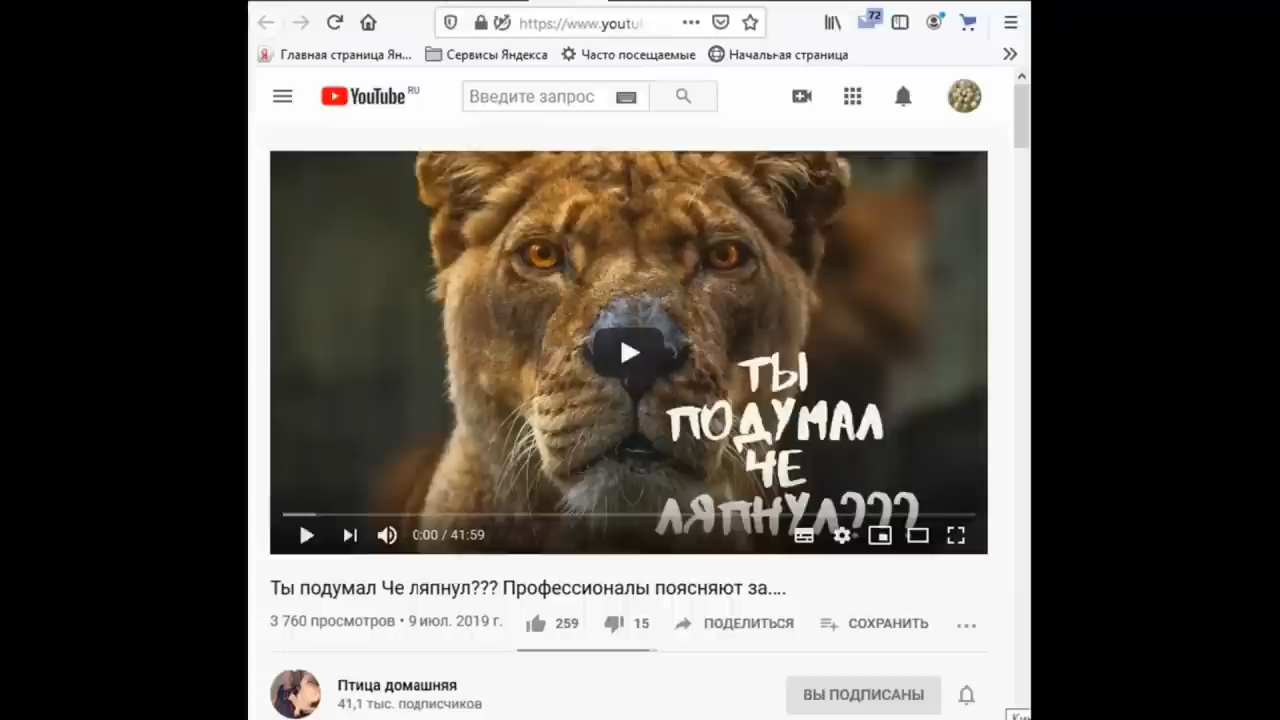 https://www.youtu
72
Главная страница Ян...
Сервисы Яндекса
Часто посещаемые
Начальная страница
YouTube RU
Введите запрос
ТЫ
ПОДУМАЛ
ЧЕ
ЛЯПНУЛ???
0:00 / 41:59
Ты подумал Че ляпнул??? Профессионалы поясняют за....
3 760 просмотров • 9 июл. 2019 г.
259
15
ПОДЕЛИТЬСЯ
СОХРАНИТЬ
Птица домашняя
41,1 тыс. подписчиков
ВЫ ПОДПИСАНЫ